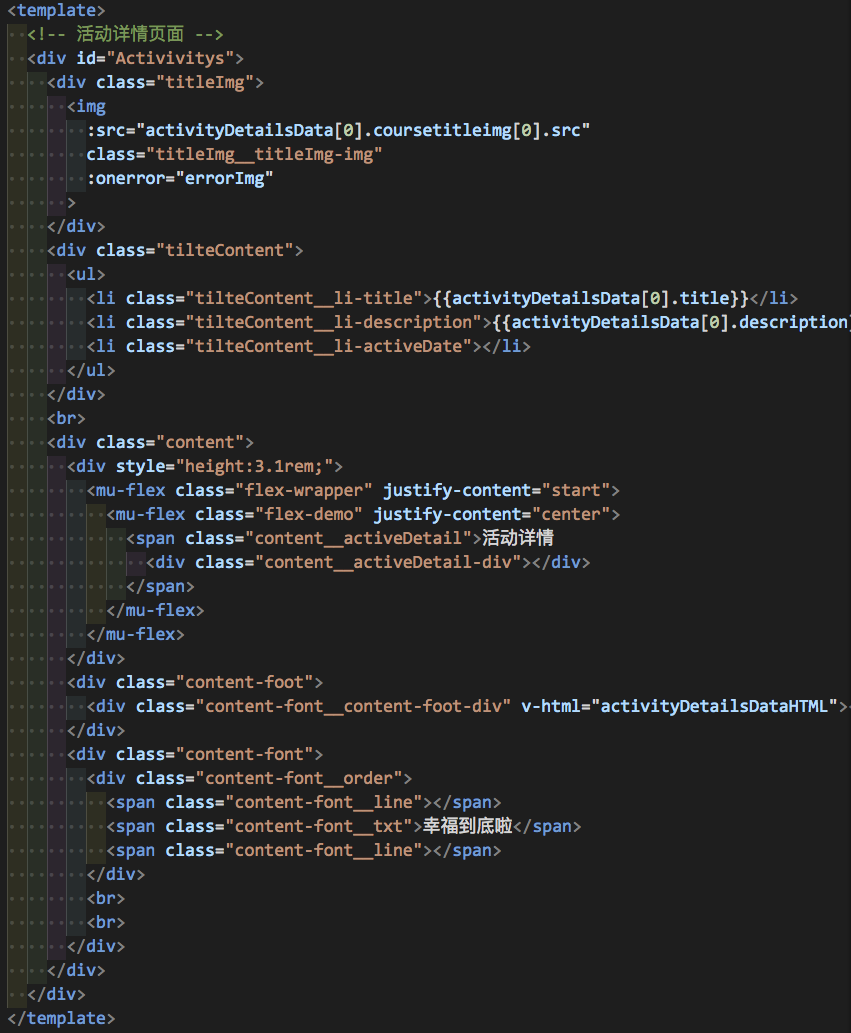 <template>
<!-- 活动详情页面 -->
<div id="Activivitys">
<div class="titleImg">
<img
:src="activityDetailsData[0].coursetitleimg[0].src"
class="titleImg__titleImg-img"
:onerror="errorImg"
>
</div>
<div class="tilteContent">
<ul>
<li class="tilteContent__li-title">{{activityDetailsData[0].title}}</li>
<li class="tilteContent__li-description">{{activityDetailsData[0].description}
<li class="tilteContent__li-activeDate"></li>
</ul>
</div>
<br>
<div class="content">
<div style="height:3.1rem;">
<mu-flex class="flex-wrapper" justify-content="start">
<mu-flex class="flex-demo" justify-content="center">
<span class="content__activeDetail">活动详情
<div class="content__activeDetail-div"></div>
</span>
</mu-flex>
</mu-flex>
</div>
<div class="content-foot">
<div class="content-font__content-foot-div" v-html="activityDetailsDataHTML"><
</div>
<div class="content-font">
<div class="content-font__order">
<span class="content-font__line"></span>
<span class="content-font__txt">幸福到底啦</span>
<span class="content-font__line"></span>
</div>
<br>
<br>
</div>
</div>
</div>
</template>